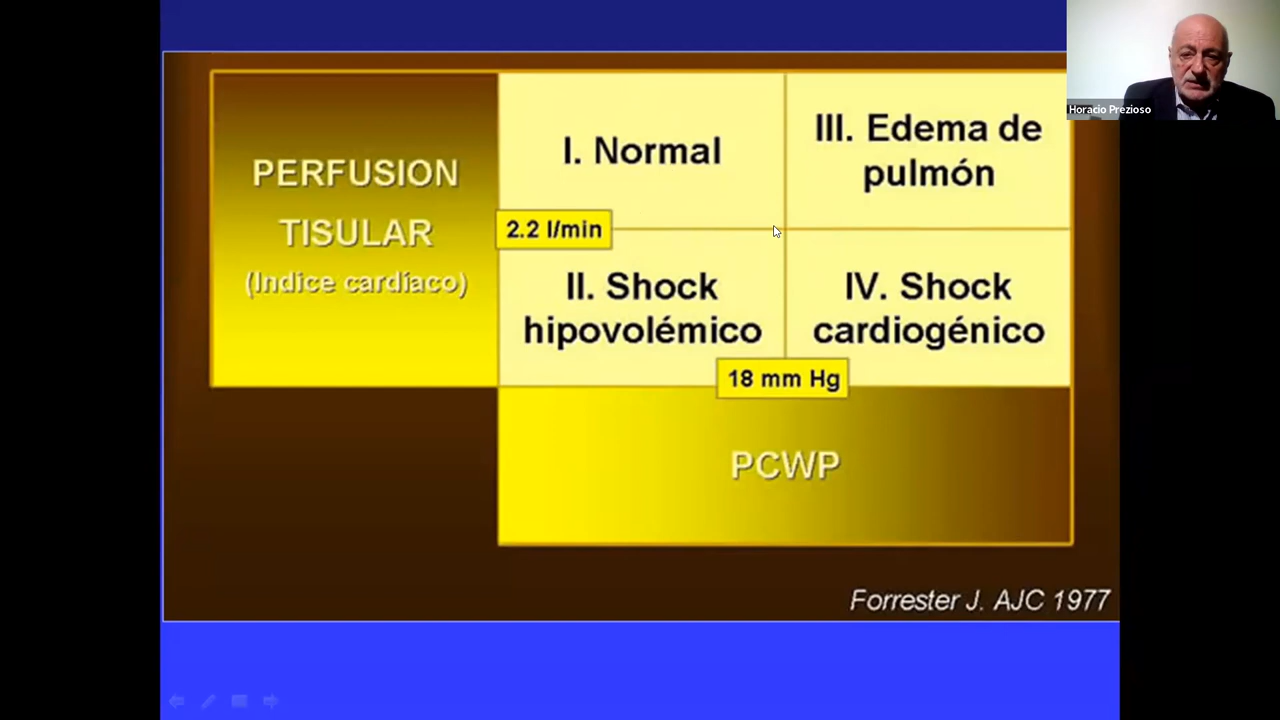 Horacio Prezioso
PERFUSION
TISULAR
(Indice cardíaco)
I. Normal
III. Edema de
pulmón
2.2 l/min
II. Shock
hipovolémico
IV. Shock
cardiogénico
18 mm Hg
PCWP
Forrester J. AJC 1977